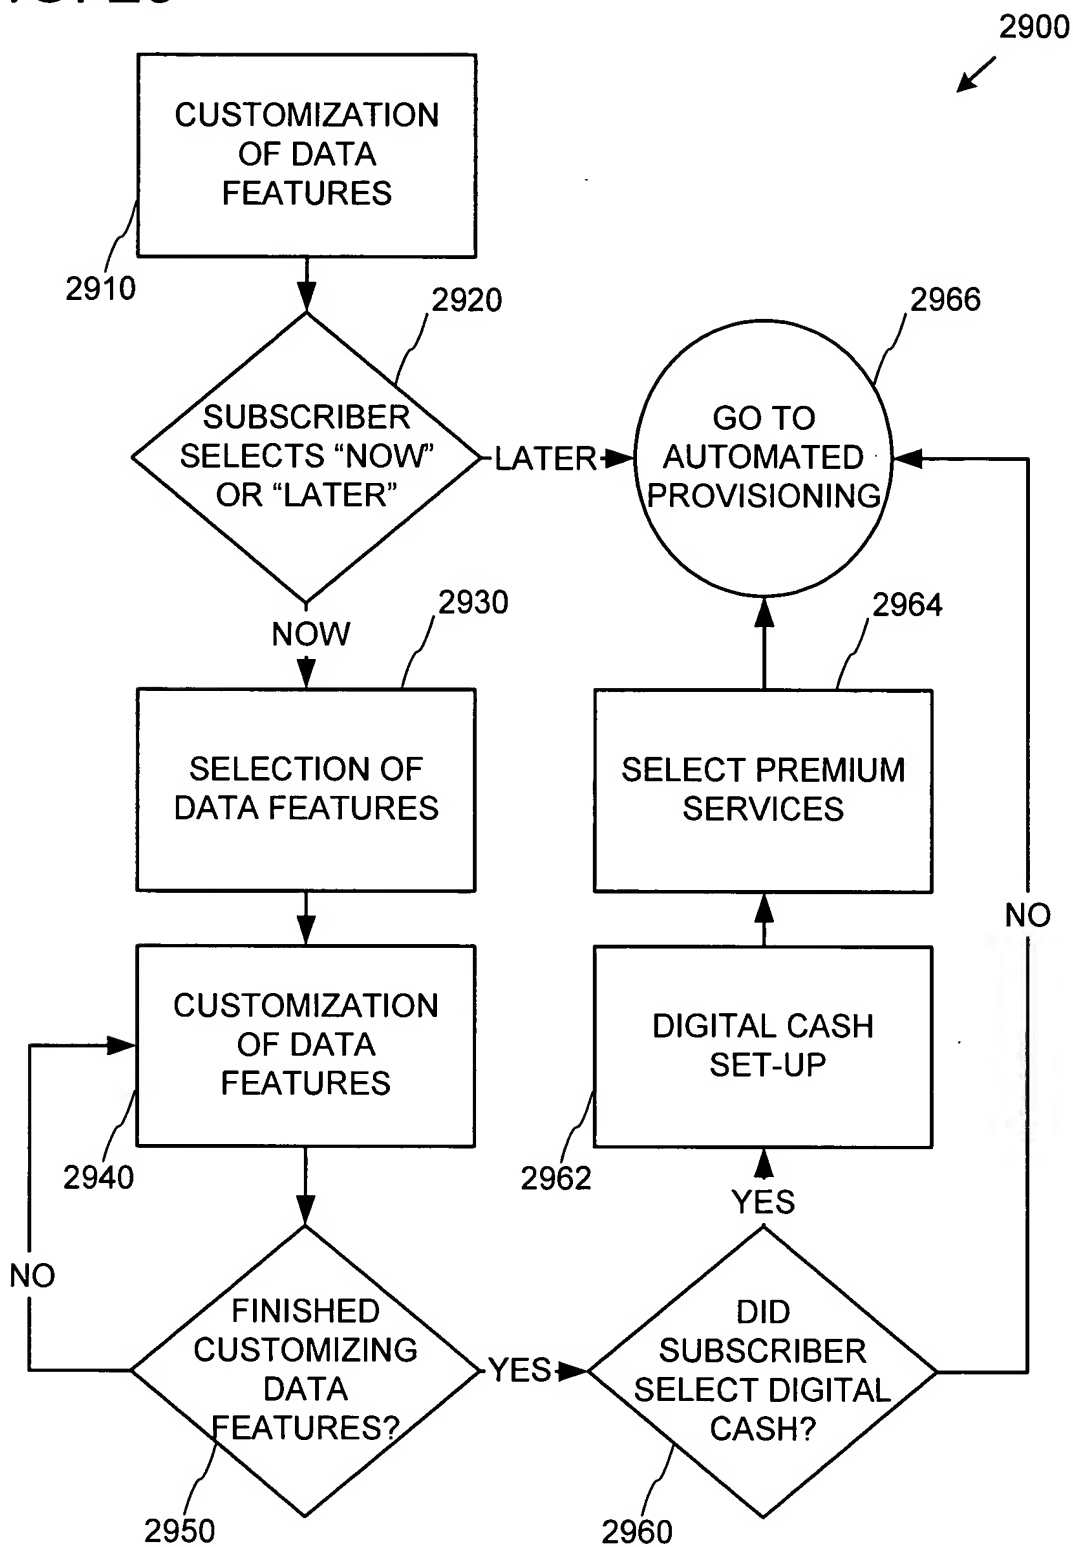 2900
CUSTOMIZATION
OF DATA
FEATURES
2910
2920
SUBSCRIBER
SELECTS “NOW”
OR “LATER”
LATER
2966
GO TO
AUTOMATED
PROVISIONING
NOW
2930
SELECTION OF
DATA FEATURES
2964
SELECT PREMIUM
SERVICES
NO
CUSTOMIZATION
OF DATA
FEATURES
2940
DIGITAL CASH
SET-UP
2962
YES
NO
FINISHED
CUSTOMIZING
DATA
FEATURES?
2950
YES
DID
SUBSCRIBER
SELECT DIGITAL
CASH?
2960